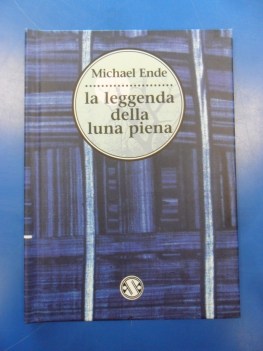 Michael Ende
la leggenda
della
luna piena
S